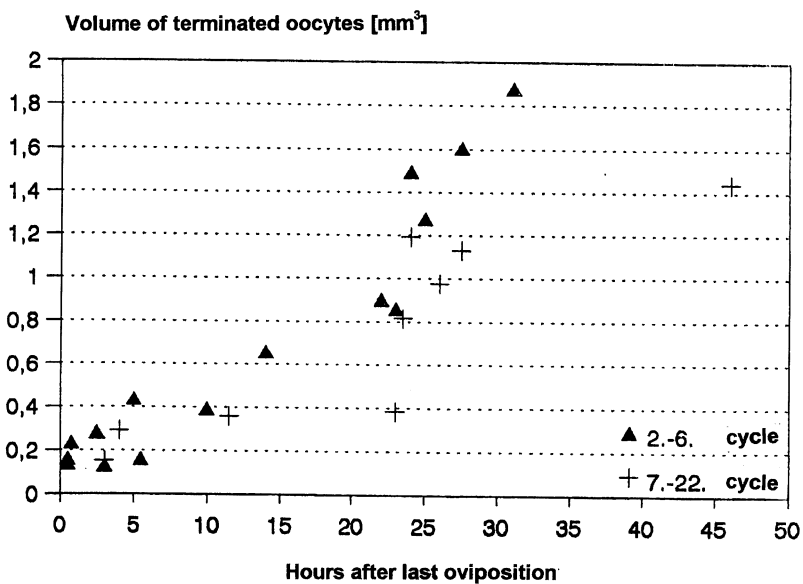 Volume of terminated oocytes [mm³]
2
1,8
1,6
1,4
1,2
1
0,8
0,6
0,4
0,2
0
2.-6. cycle
7.-22. cycle
0 5 10 15 20 25 30 35 40 45 50
Hours after last oviposition